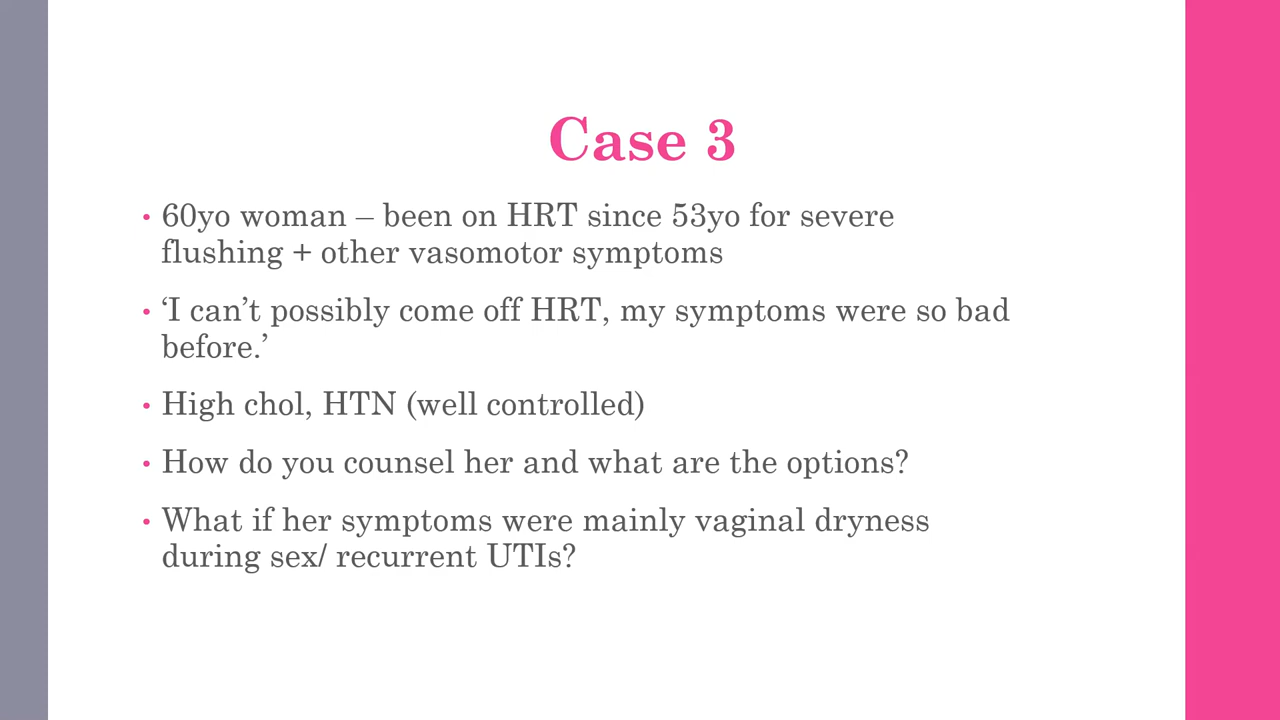 Case 3
• 60yo woman – been on HRT since 53yo for severe
flushing + other vasomotor symptoms
• ‘I can’t possibly come off HRT, my symptoms were so bad
before.’
• High chol, HTN (well controlled)
• How do you counsel her and what are the options?
• What if her symptoms were mainly vaginal dryness
during sex/ recurrent UTIs?